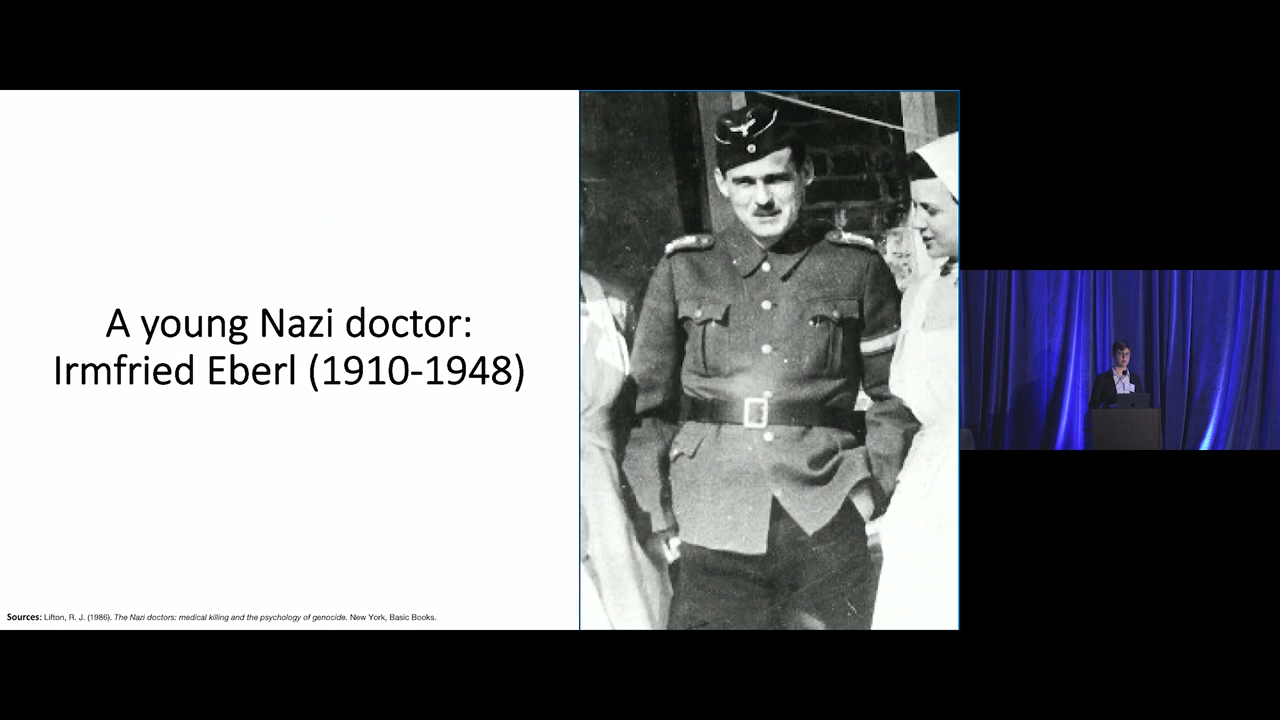 A young Nazi doctor:
Irmfried Eberl (1910-1948)
Sources: Lifton, R. J. (1986). The Nazi doctors: medical killing and the psychology of genocide. New York, Basic Books.